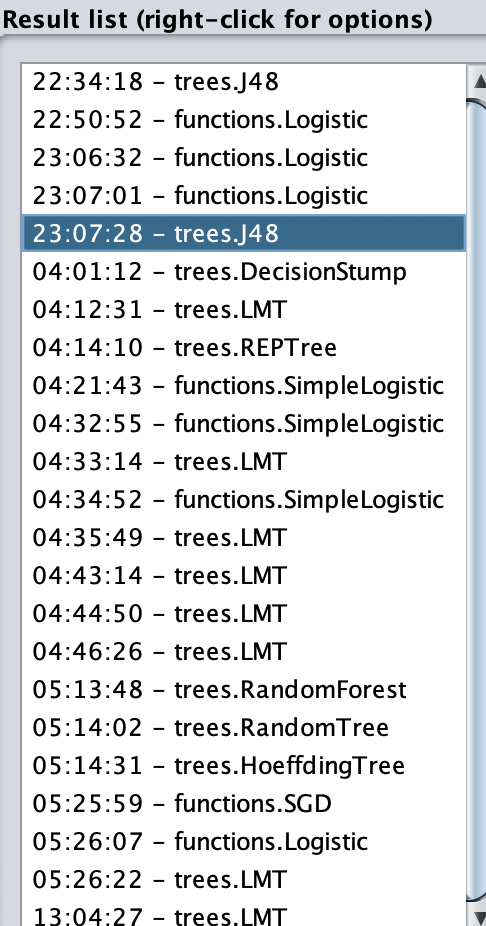 Result list (right-click for options)
22:34:18 - trees.J48
22:50:52 - functions.Logistic
23:06:32 - functions.Logistic
23:07:01 - functions.Logistic
23:07:28 - trees.J48
04:01:12 - trees.DecisionStump
04:12:31 - trees.LMT
04:14:10 - trees.REPTree
04:21:43 - functions.SimpleLogistic
04:32:55 - functions.SimpleLogistic
04:33:14 - trees.LMT
04:34:52 - functions.SimpleLogistic
04:35:49 - trees.LMT
04:43:14 - trees.LMT
04:44:50 - trees.LMT
04:46:26 - trees.LMT
05:13:48 - trees.RandomForest
05:14:02 - trees.RandomTree
05:14:31 - trees.HoeffdingTree
05:25:59 - functions.SGD
05:26:07 - functions.Logistic
05:26:22 - trees.LMT
13:04:27 - trees.LMT